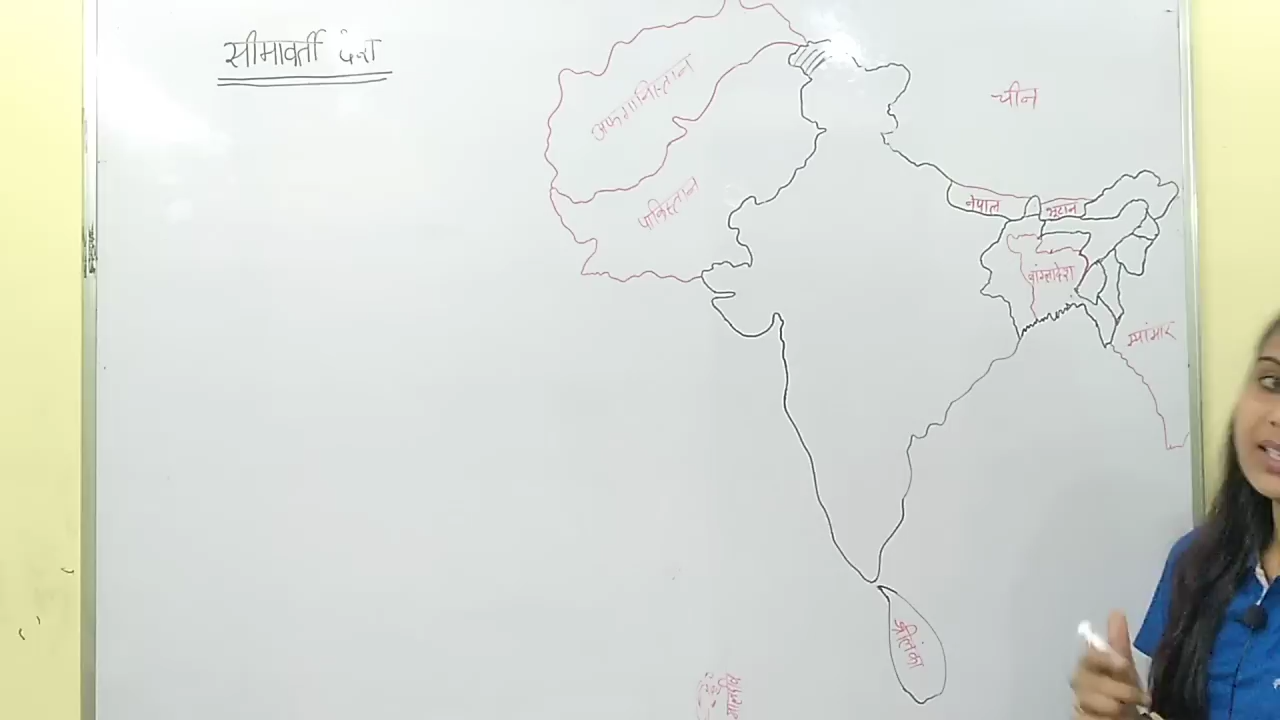 सीमावर्ती देश
अफगानिस्तान
चीन
पाकिस्तान
नेपाल
भूटान
बांग्लादेश
म्यांमार
श्रीलंका